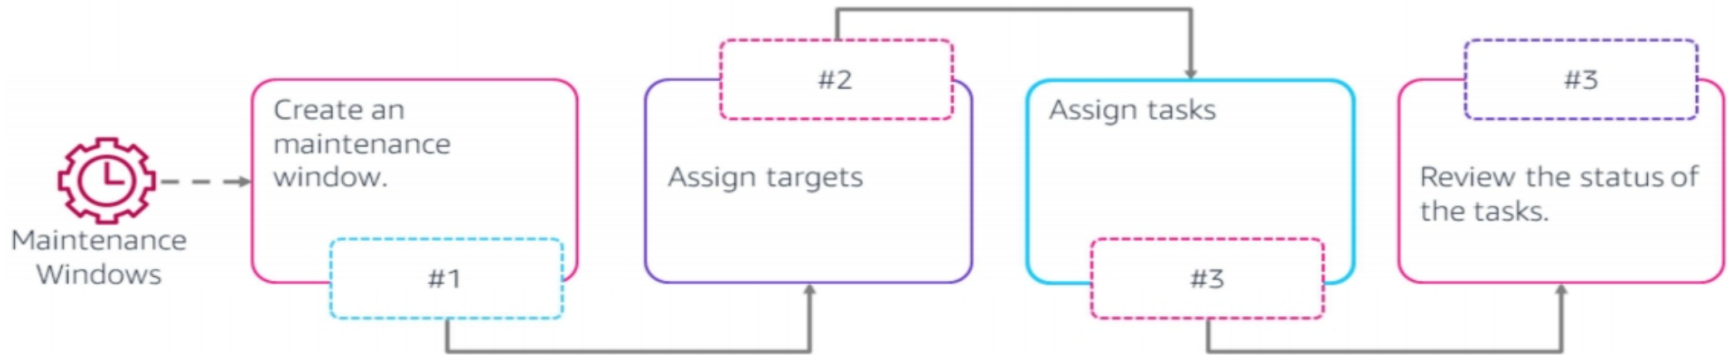 Maintenance
Windows
Create an
maintenance
window.
#1
#2
Assign targets
Assign tasks
#3
#3
Review the status of
the tasks.